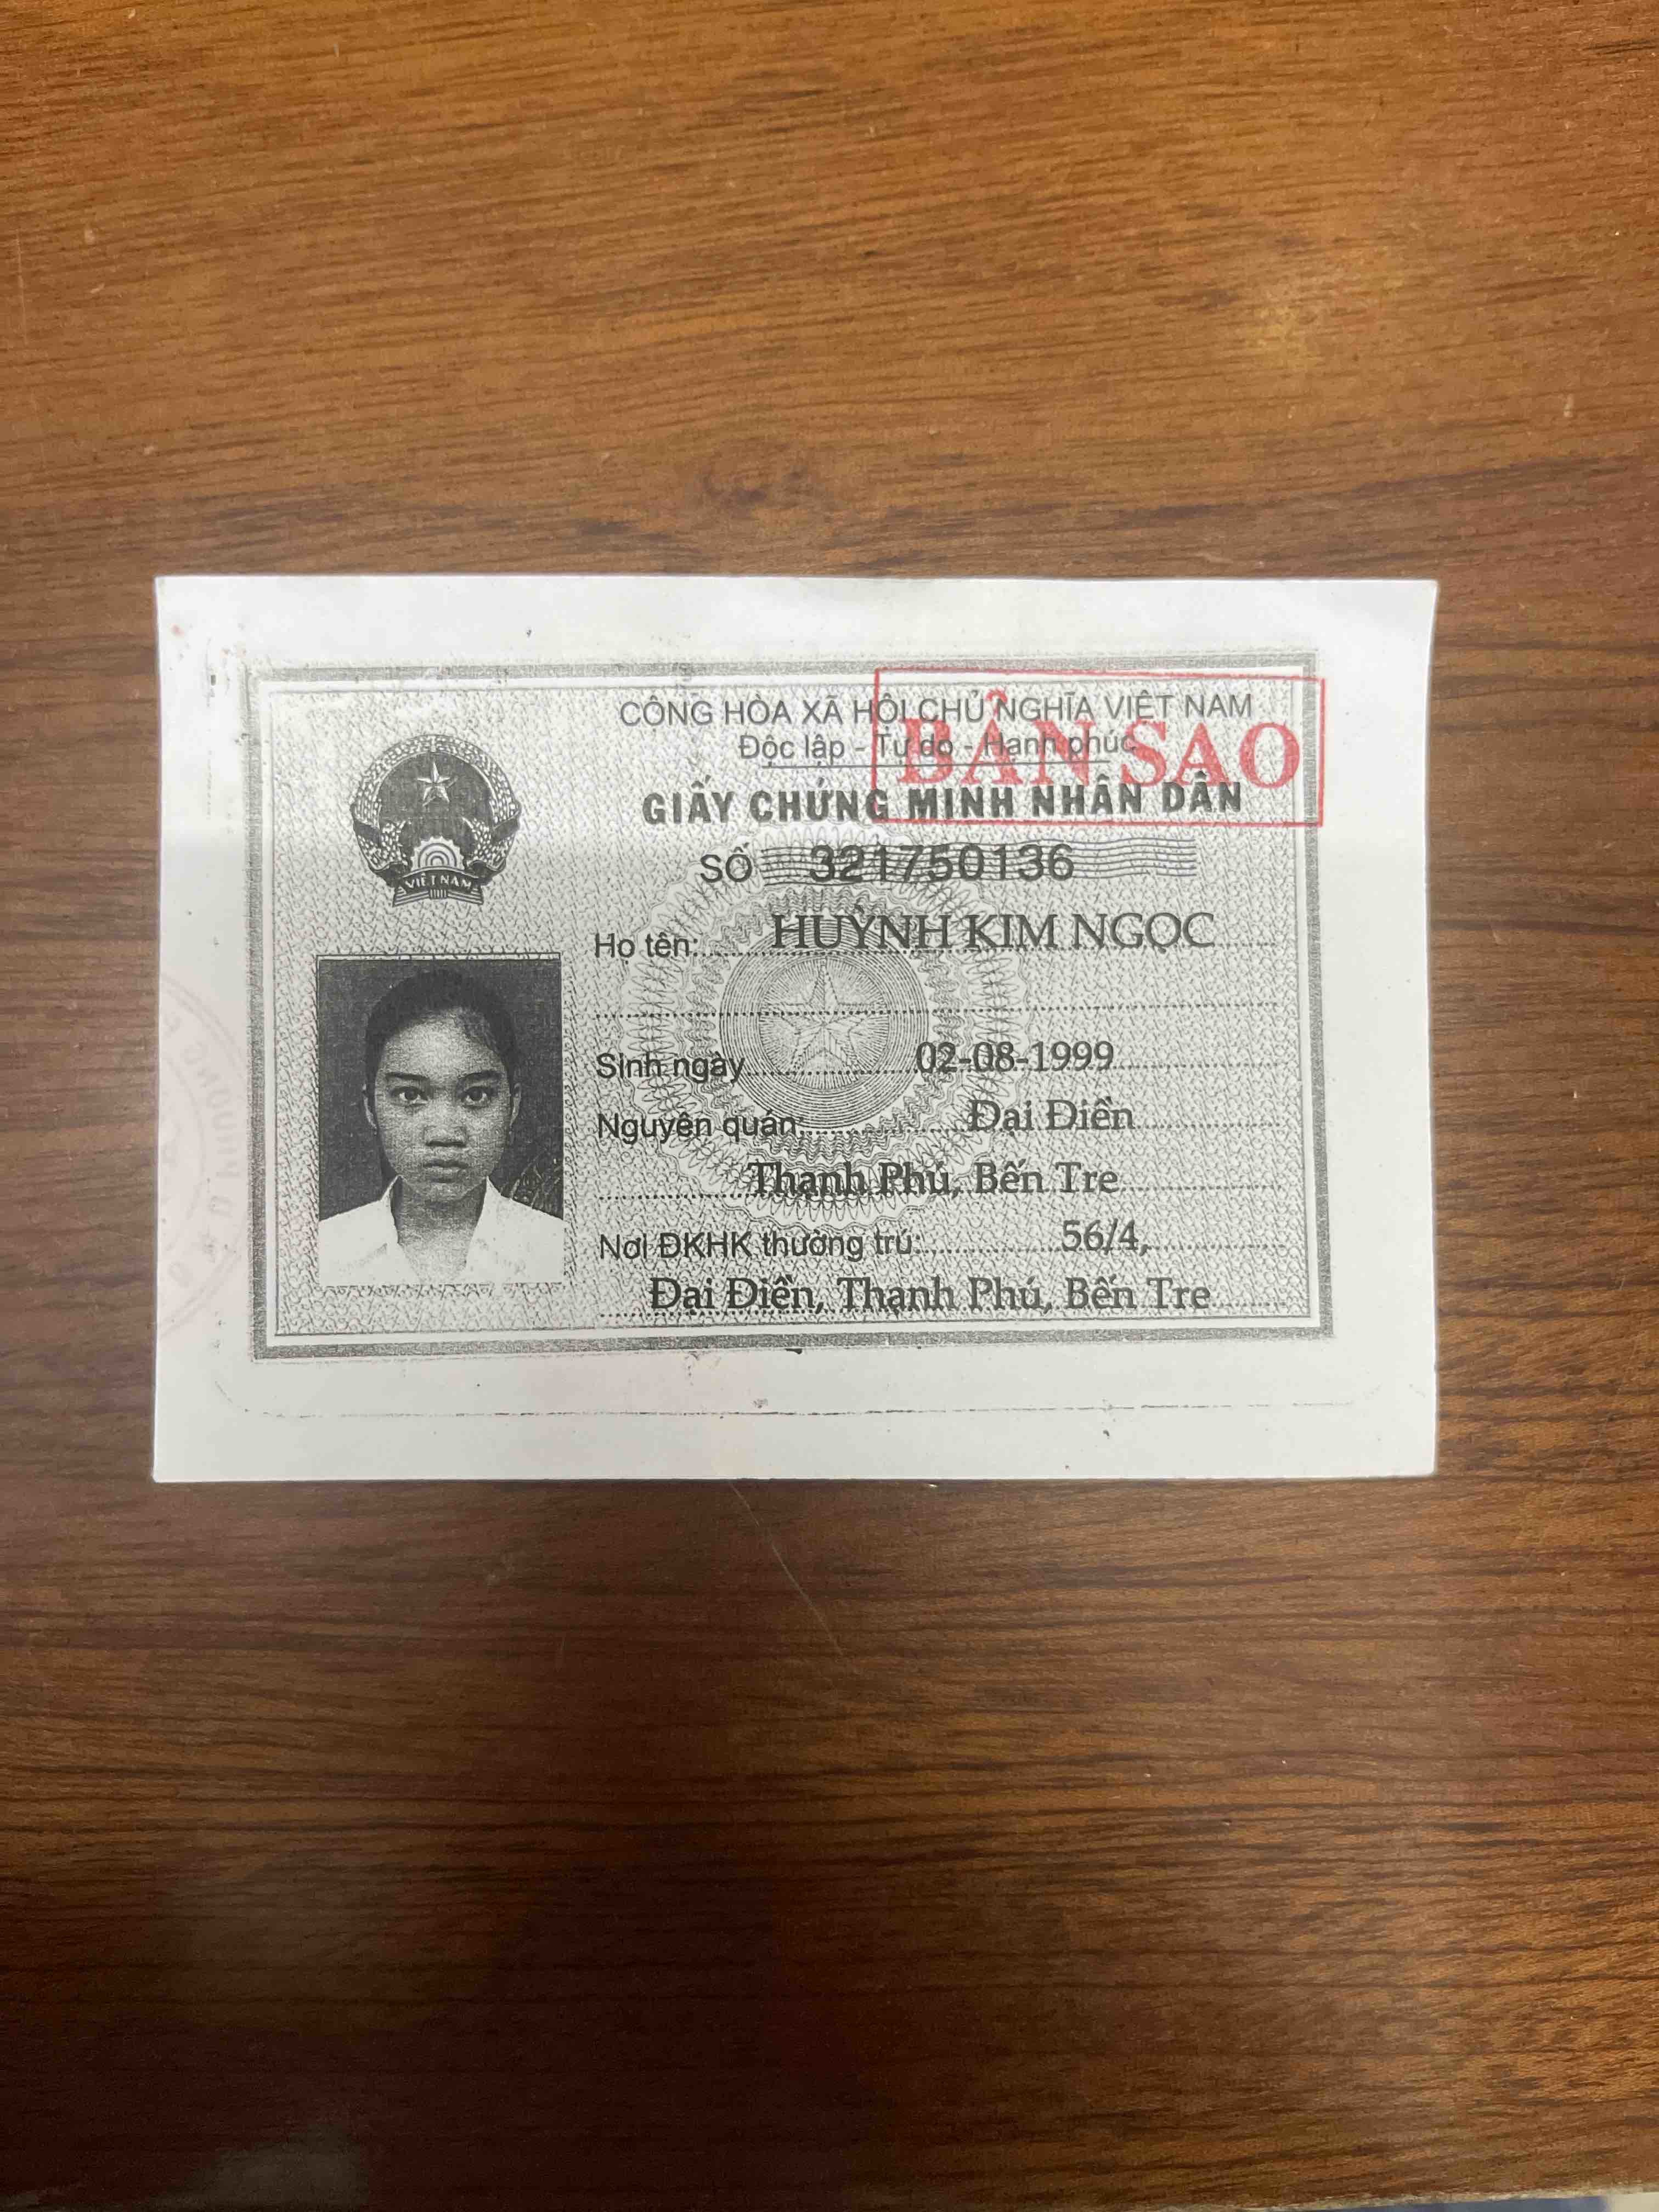 CỘNG HÒA XÃ HỘI CHỦ NGHĨA VIỆT NAM
Độc lập - Tự do - Hạnh phúc
BẢN SAO
GIẤY CHỨNG MINH NHÂN DÂN
SỐ 321750136
VIỆT NAM
Họ tên: HUỲNH KIM NGỌC
Sinh ngày 02-08-1999
Nguyên quán Đại Điền
Thạnh Phú, Bến Tre
Nơi ĐKHK thường trú: 56/4,
Đại Điền, Thạnh Phú, Bến Tre